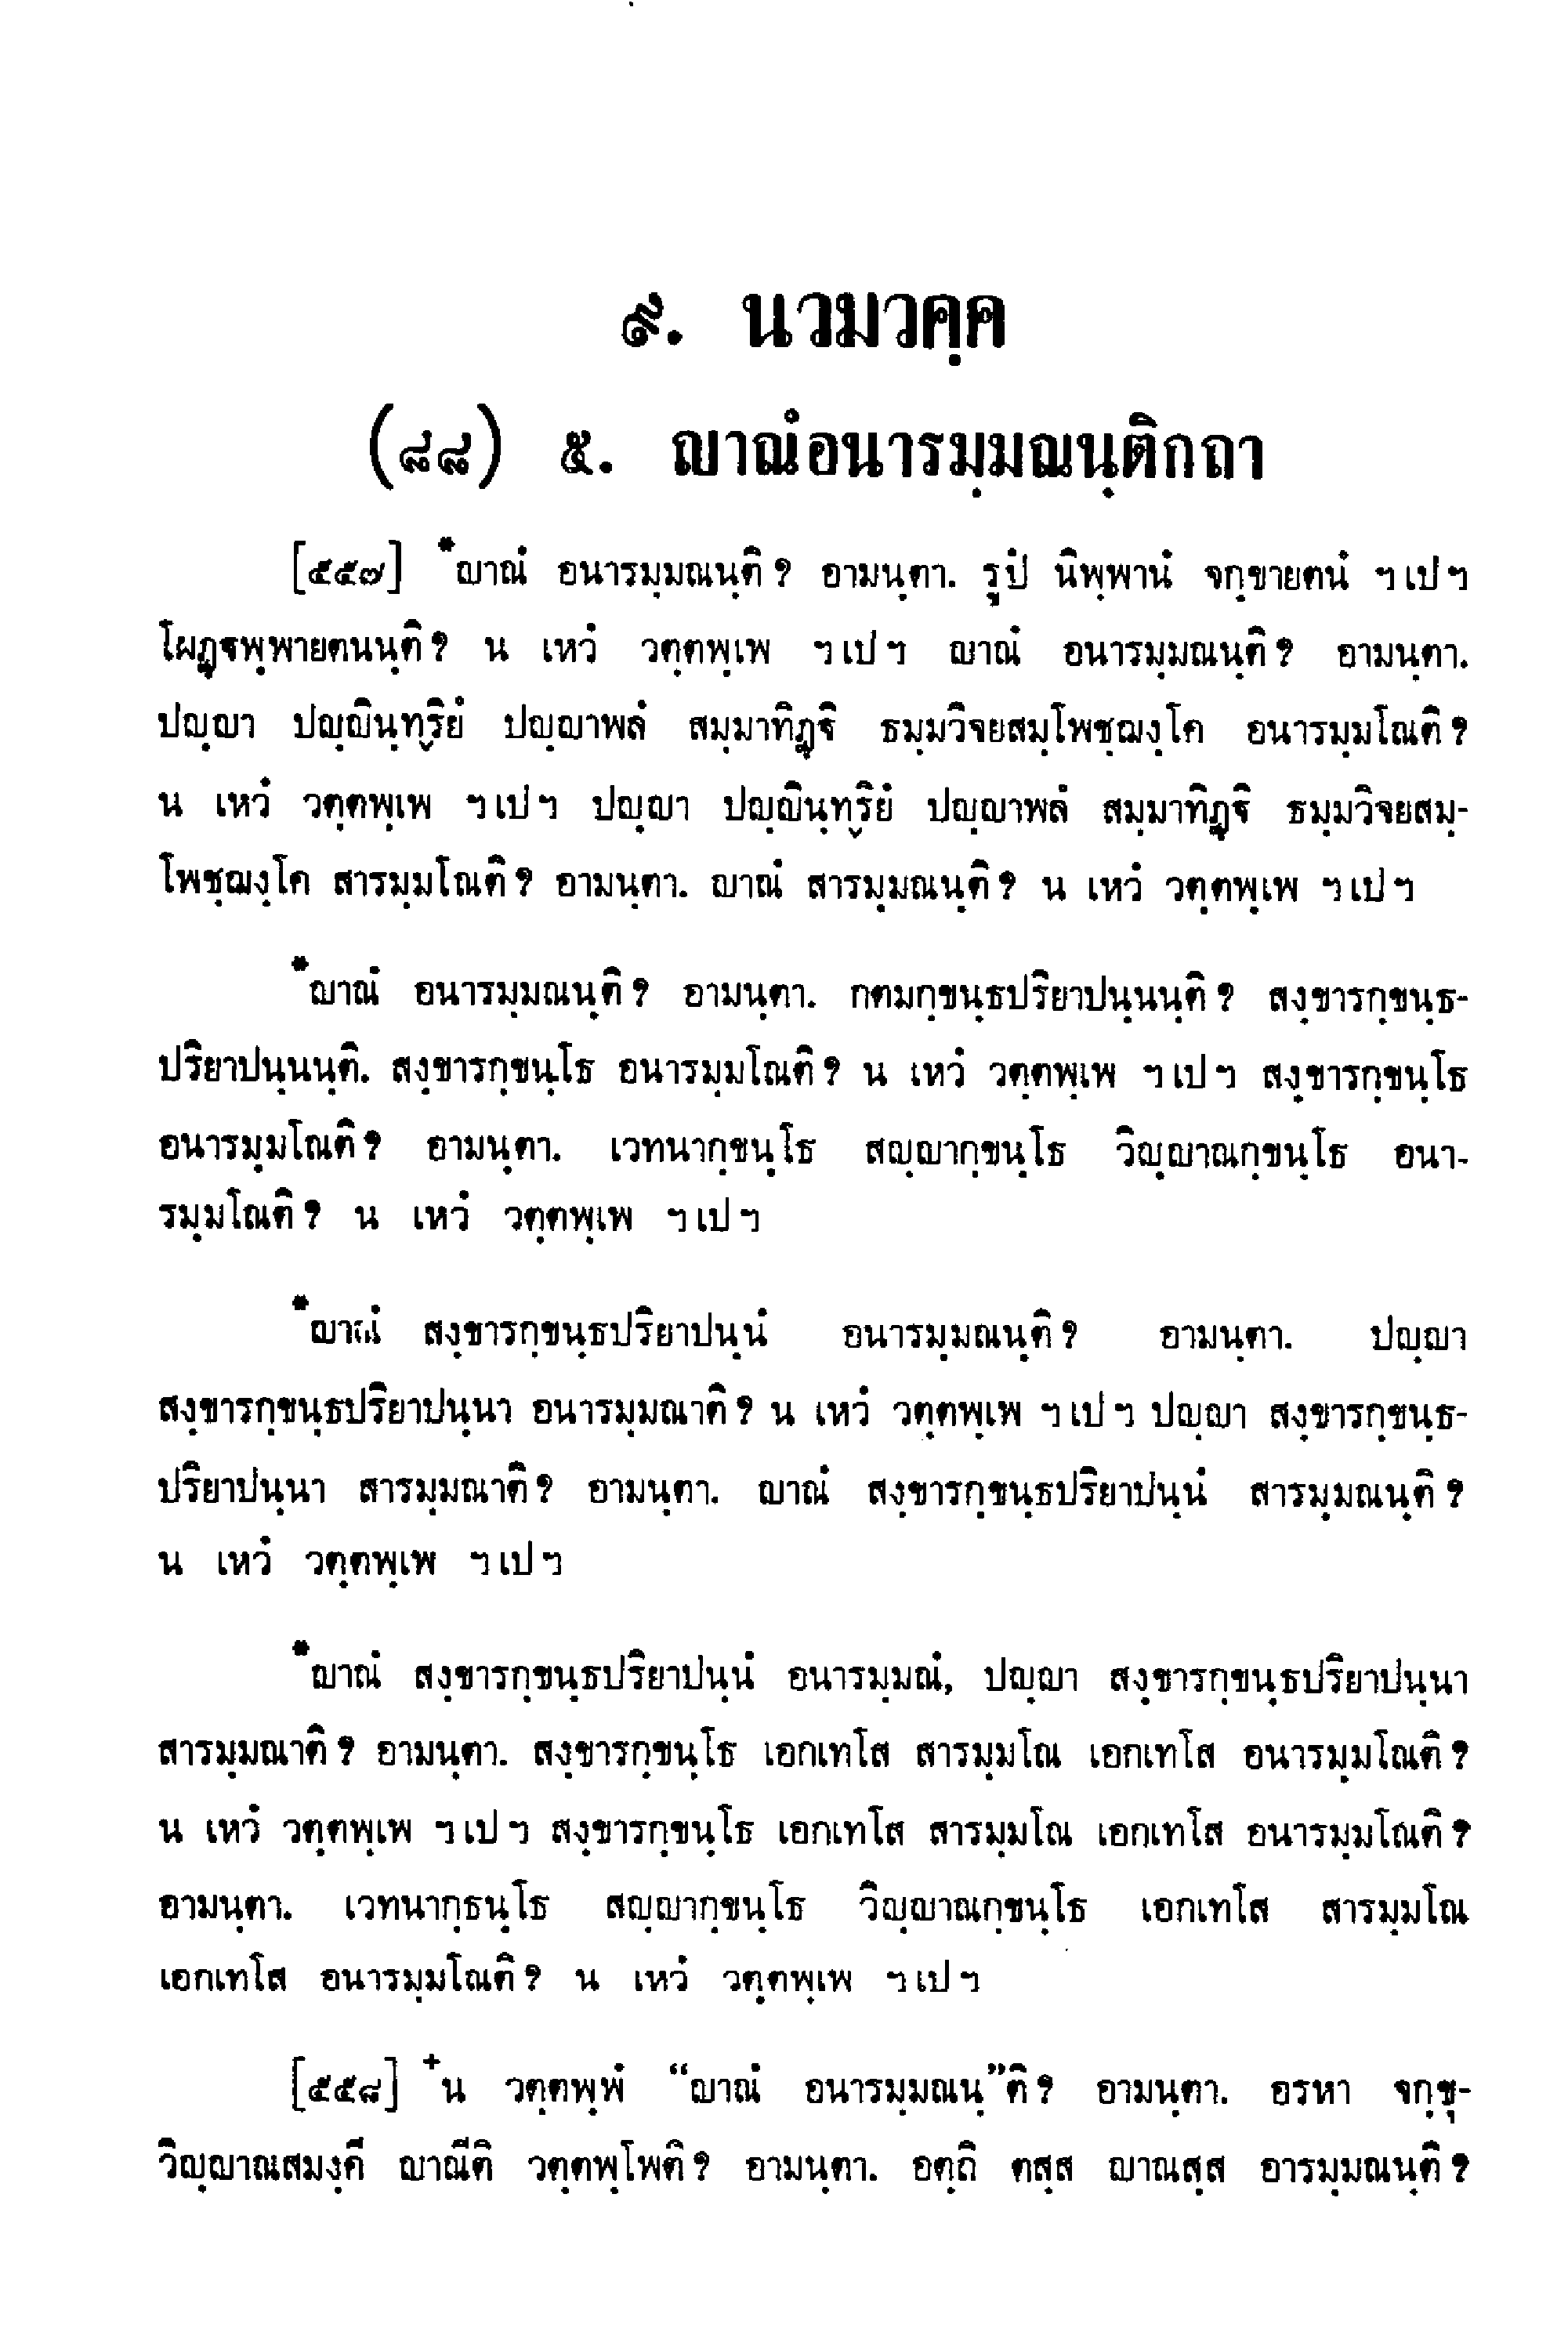 ๙. นวมวคฺค
(๘๘) ๕. ญาณํอนารมฺมณนฺติกถา
[๕๕๗] *ญาณํ อนารมฺมณนฺติ? อามนฺตา. รูปํ นิพฺพานํ จกฺขายตนํ ฯเปฯ
โผฏฺฐพฺพายตนนฺติ? น เหวํ วตฺตพฺเพ ฯเปฯ ญาณํ อนารมฺมณนฺติ? อามนฺตา.
ปญฺญา ปญฺญินฺทฺริยํ ปญฺญาพลํ สมฺมาทิฏฺฐิ ธมฺมวิจยสมฺโพชฺฌงฺโค อนารมฺมโณติ?
น เหวํ วตฺตพฺเพ ฯเปฯ ปญฺญา ปญฺญินฺทฺริยํ ปญฺญาพลํ สมฺมาทิฏฺฐิ ธมฺมวิจยสมฺ-
โพชฺฌงฺโค สารมฺมโณติ? อามนฺตา. ญาณํ สารมฺมณนฺติ? น เหวํ วตฺตพฺเพ ฯเปฯ
*ญาณํ อนารมฺมณนฺติ? อามนฺตา. กตมกฺขนฺธปริยาปนฺนนฺติ? สงฺขารกฺขนฺธ-
ปริยาปนฺนนฺติ. สงฺขารกฺขนฺโธ อนารมฺมโณติ? น เหวํ วตฺตพฺเพ ฯเปฯ สงฺขารกฺขนฺโธ
อนารมฺมโณติ? อามนฺตา. เวทนากฺขนฺโธ สญฺญากฺขนฺโธ วิญฺญาณกฺขนฺโธ อนา-
รมฺมโณติ? น เหวํ วตฺตพฺเพ ฯเปฯ
*ญาณํ สงฺขารกฺขนฺธปริยาปนฺนํ อนารมฺมณนฺติ? อามนฺตา. ปญฺญา
สงฺขารกฺขนฺธปริยาปนฺนา อนารมฺมณาติ? น เหวํ วตฺตพฺเพ ฯเปฯ ปญฺญา สงฺขารกฺขนฺธ-
ปริยาปนฺนา สารมฺมณาติ? อามนฺตา. ญาณํ สงฺขารกฺขนฺธปริยาปนฺนํ สารมฺมณนฺติ?
น เหวํ วตฺตพฺเพ ฯเปฯ
*ญาณํ สงฺขารกฺขนฺธปริยาปนฺนํ อนารมฺมณํ, ปญฺญา สงฺขารกฺขนฺธปริยาปนฺนา
สารมฺมณาติ? อามนฺตา. สงฺขารกฺขนฺโธ เอกเทโส สารมฺมโณ เอกเทโส อนารมฺมโณติ?
น เหวํ วตฺตพฺเพ ฯเปฯ สงฺขารกฺขนฺโธ เอกเทโส สารมฺมโณ เอกเทโส อนารมฺมโณติ?
อามนฺตา. เวทนากฺธนฺโธ สญฺญากฺขนฺโธ วิญฺญาณกฺขนฺโธ เอกเทโส สารมฺมโณ
เอกเทโส อนารมฺมโณติ? น เหวํ วตฺตพฺเพ ฯเปฯ
[๕๕๘] +น วตฺตพฺพํ “ญาณํ อนารมฺมณนฺ”ติ? อามนฺตา. อรหา จกฺขุ-
วิญฺญาณสมงฺคี ญาณีติ วตฺตพฺโพติ? อามนฺตา. อตฺถิ ตสฺส ญาณสฺส อารมฺมณนฺติ?